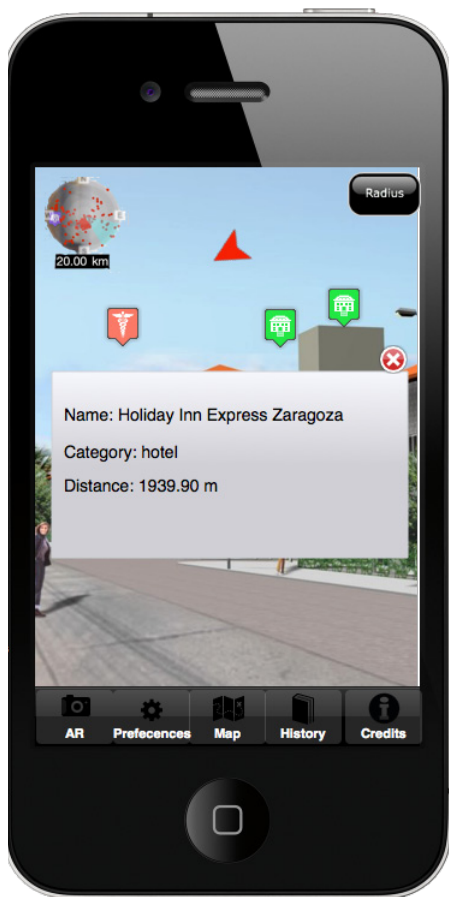 N
W
E
Radius
20.00 km
Name: Holiday Inn Express Zaragoza
Category: hotel
Distance: 1939.90 m
AR
Prefecences
Map
History
Credits